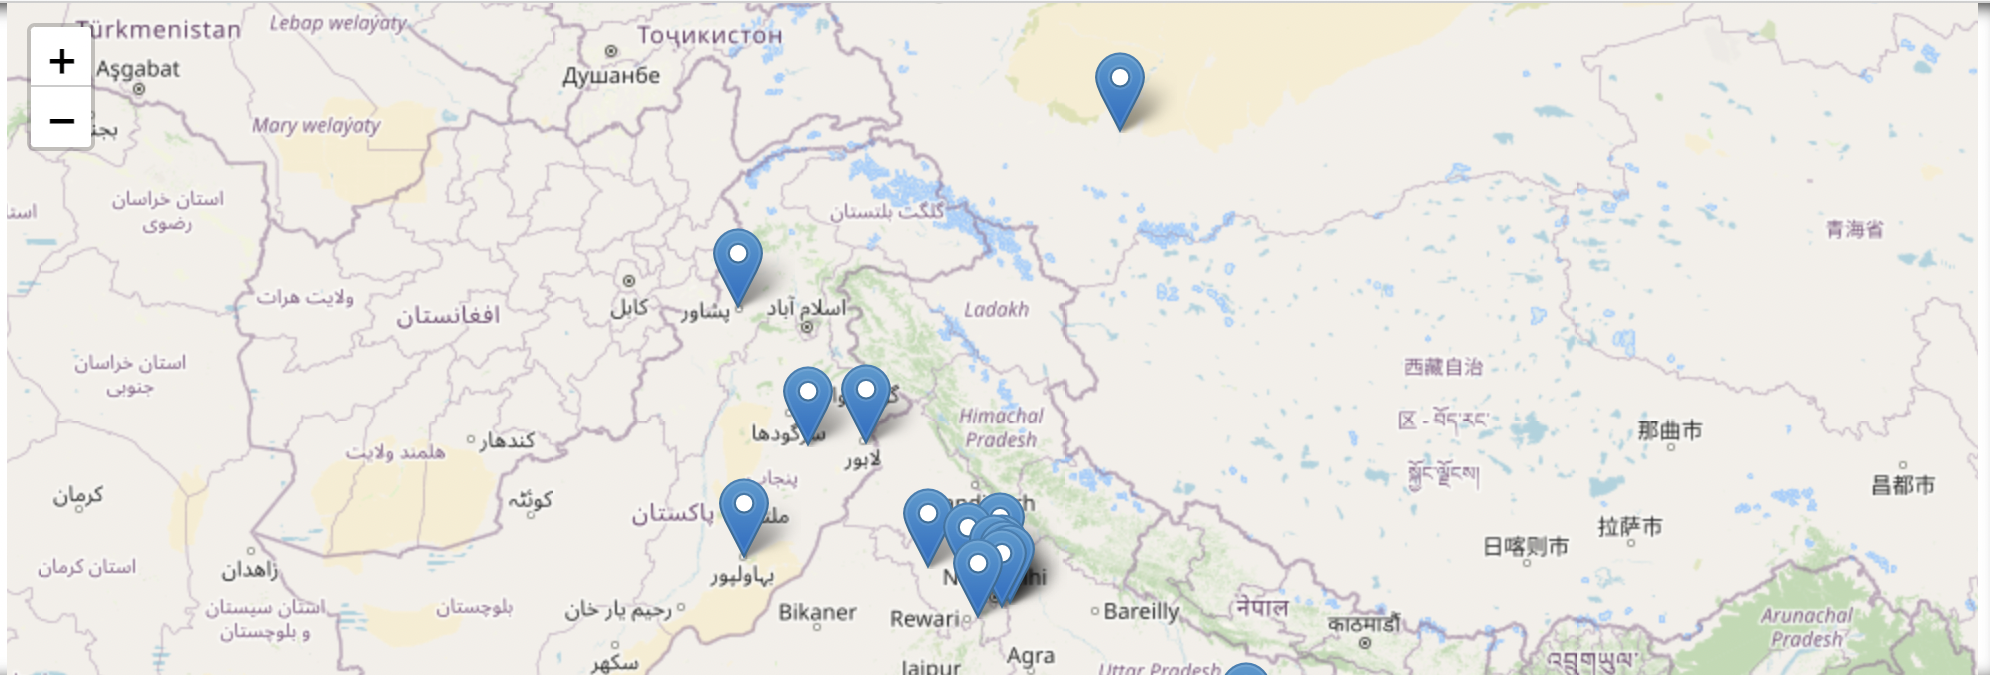 Türkmenistan
Lebap welaýaty
Тоҷикистон
+
Aşgabat
Душанбе
−
Mary welaýaty
استان خراسان
رضوی
گلگت بلتستان
青海省
ولایت هرات
کابل
پشاور
اسلام آباد
Ladakh
افغانستان
استان خراسان
جنوبی
西藏自治
区 - བོད་རང་
སྐྱོང་ལྗོངས།
Himachal
Pradesh
سرگودها
لاہور
کندهار
هلمند ولایت
那曲市
昌都市
کرمان
کوئٹہ
پنجاب
پاکستان
拉萨市
日喀则市
استان کرمان
زاهدان
بہاولپور
استان سیستان
و بلوچستان
بلوچستان
رحیم یار خان
Bikaner
Rewari
Bareilly
नेपाल
काठमाडौं
Arunachal
Pradesh
سکھر
Jaipur
Agra
Uttar Pradesh
འབྲུགཡུལ་